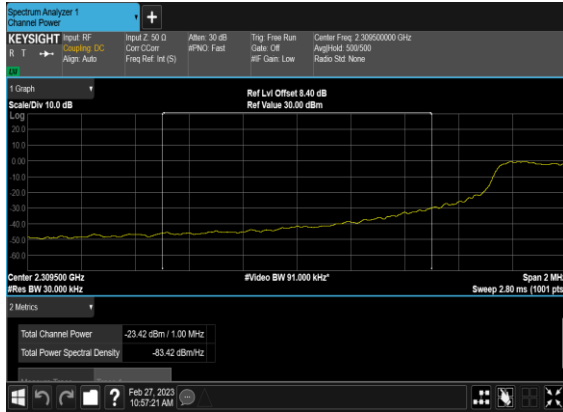 Spectrum Analyzer 1
Channel Power
+
KEYSIGHT Input: RF Input Z: 50 Ω Atten: 30 dB Trig: Free Run Center Freq: 2.309500000 GHz
R T Coupling: DC Corr CCorr #PNO: Fast Gate: Off Avg|Hold: 500/500
Align: Auto Freq Ref: Int (S) #IF Gain: Low Radio Std: None
LXI
1 Graph
Ref Lvl Offset 8.40 dB
Scale/Div 10.0 dB Ref Value 30.00 dBm
Log
20.0
10.0
0.00
-10.0
-20.0
-30.0
-40.0
-50.0
-60.0
Center 2.309500 GHz #Video BW 91.000 kHz* Span 2 MHz
#Res BW 30.000 kHz Sweep 2.80 ms (1001 pts)
2 Metrics
Total Channel Power -23.42 dBm / 1.00 MHz
Total Power Spectral Density -83.42 dBm/Hz
?
Feb 27, 2023
10:57:21 AM